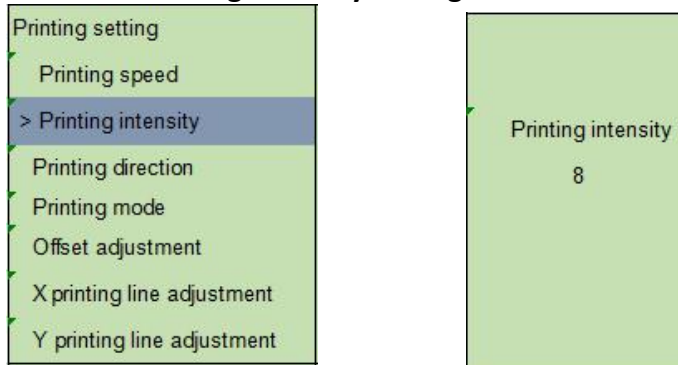 Printing setting
Printing speed
> Printing intensity
Printing direction
Printing mode
Offset adjustment
X printing line adjustment
Y printing line adjustment
Printing intensity
8